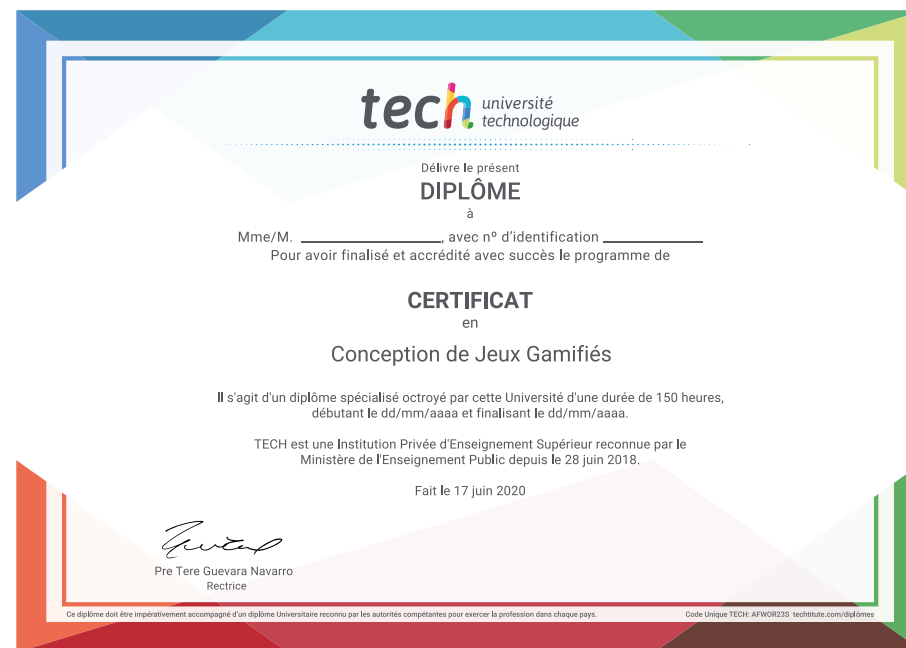 tech université
technologique
Délivre le présent
DIPLÔME
à
Mme/M. ____________________, avec nº d'identification ______________
Pour avoir finalisé et accrédité avec succès le programme de
CERTIFICAT
en
Conception de Jeux Gamifiés
Il s'agit d'un diplôme spécialisé octroyé par cette Université d'une durée de 150 heures,
débutant le dd/mm/aaaa et finalisant le dd/mm/aaaa.
TECH est une Institution Privée d'Enseignement Supérieur reconnue par le
Ministère de l'Enseignement Public depuis le 28 juin 2018.
Fait le 17 juin 2020
Pre Tere Guevara Navarro
Rectrice
Ce diplôme doit être impérativement accompagné d'un diplôme Universitaire reconnu par les autorités compétantes pour exercer la profession dans chaque pays.
Code Unique TECH: AFWOR23S techtitute.com/diplômes